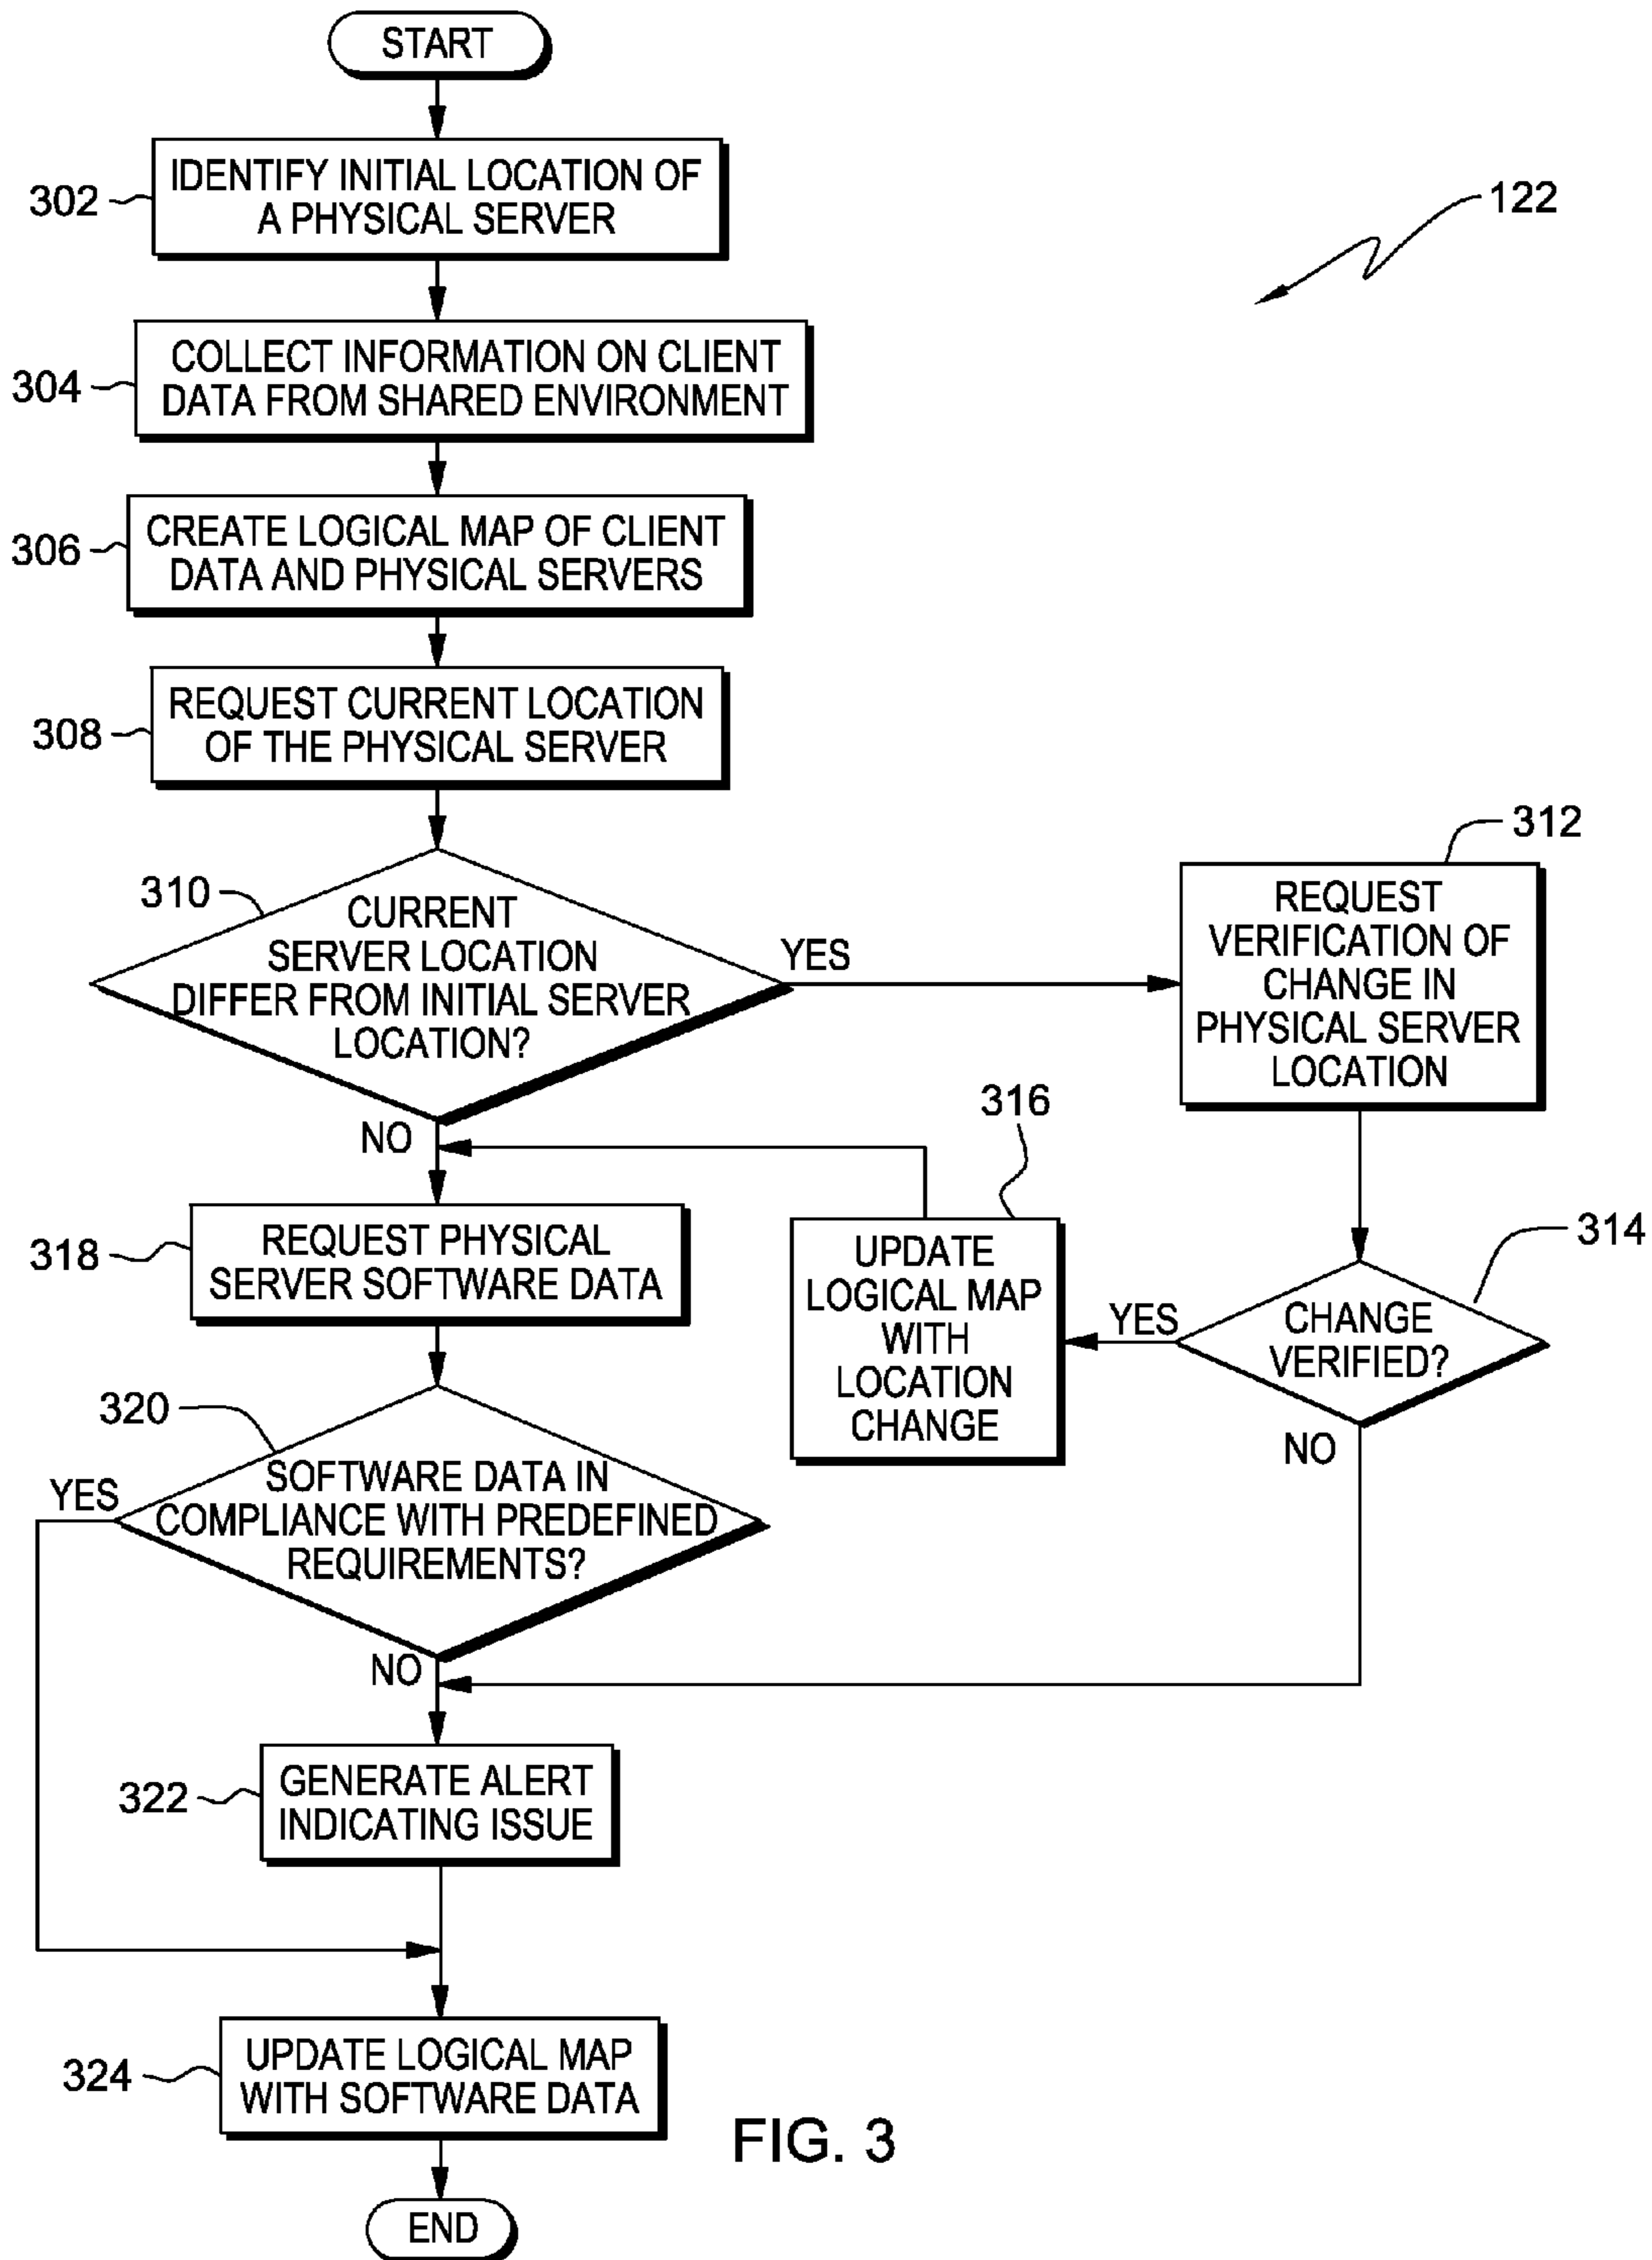 START
302
IDENTIFY INITIAL LOCATION OF
A PHYSICAL SERVER
122
304
COLLECT INFORMATION ON CLIENT
DATA FROM SHARED ENVIRONMENT
306
CREATE LOGICAL MAP OF CLIENT
DATA AND PHYSICAL SERVERS
308
REQUEST CURRENT LOCATION
OF THE PHYSICAL SERVER
310
CURRENT
SERVER LOCATION
DIFFER FROM INITIAL SERVER
LOCATION?
YES
NO
312
REQUEST
VERIFICATION OF
CHANGE IN
PHYSICAL SERVER
LOCATION
314
CHANGE
VERIFIED?
YES
NO
316
UPDATE
LOGICAL MAP
WITH
LOCATION
CHANGE
318
REQUEST PHYSICAL
SERVER SOFTWARE DATA
320
SOFTWARE DATA IN
COMPLIANCE WITH PREDEFINED
REQUIREMENTS?
YES
NO
322
GENERATE ALERT
INDICATING ISSUE
324
UPDATE LOGICAL MAP
WITH SOFTWARE DATA
END
FIG. 3